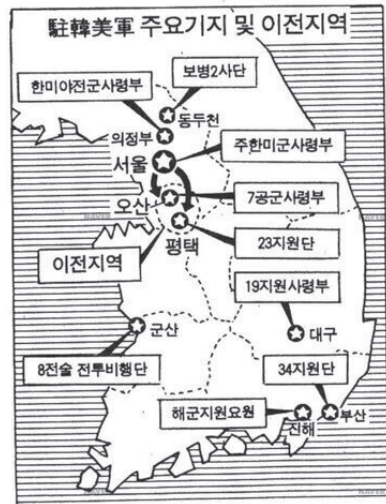 駐韓美軍 주요기지 및 이전지역
보병2사단
한미야전군사령부
동두천
의정부
서울
주한미군사령부
오산
7공군사령부
평택
23지원단
이전지역
19지원사령부
군산
대구
8전술 전투비행단
34지원단
해군지원요원
진해
부산